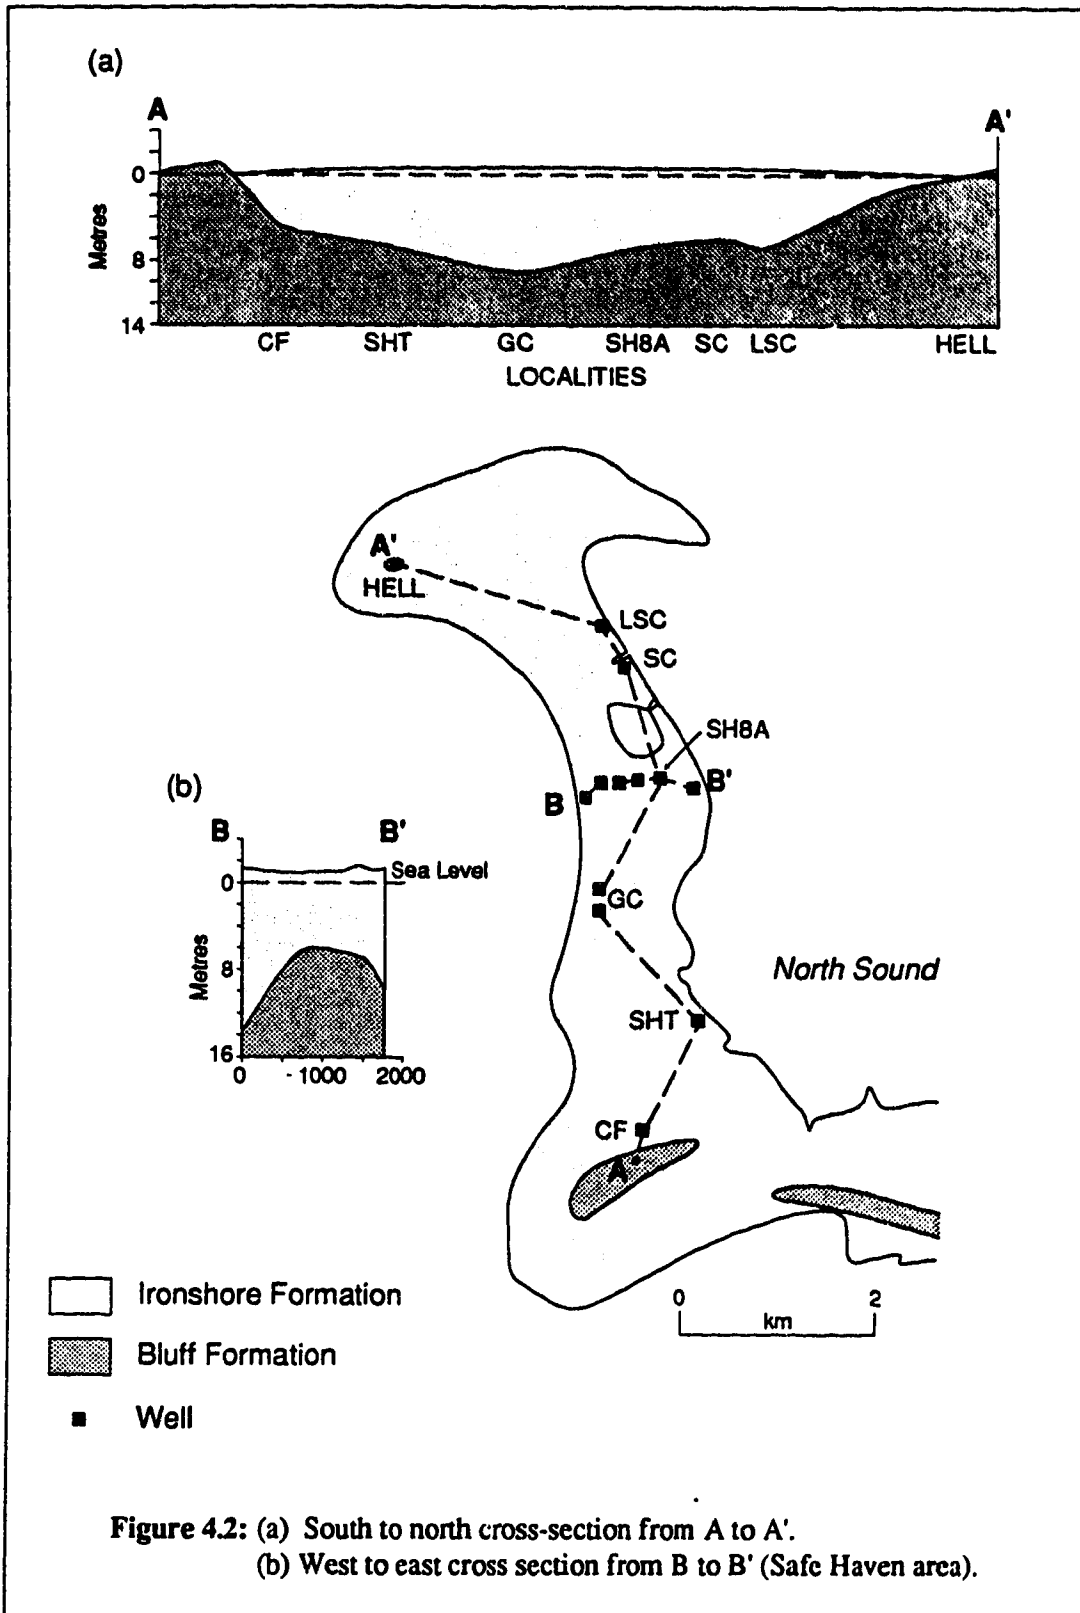 (a)
A
A'
0
8
14
Metres
CF SHT GC SH8A SC LSC HELL
LOCALITIES
A'
HELL
LSC
SC
SH8A
B
B'
GC
North Sound
SHT
CF
A
(b)
B B'
Sea Level
0
8
16
Metres
0 1000 2000
Ironshore Formation
Bluff Formation
Well
0 2
km
Figure 4.2: (a) South to north cross-section from A to A'.
(b) West to east cross section from B to B' (Safe Haven area).